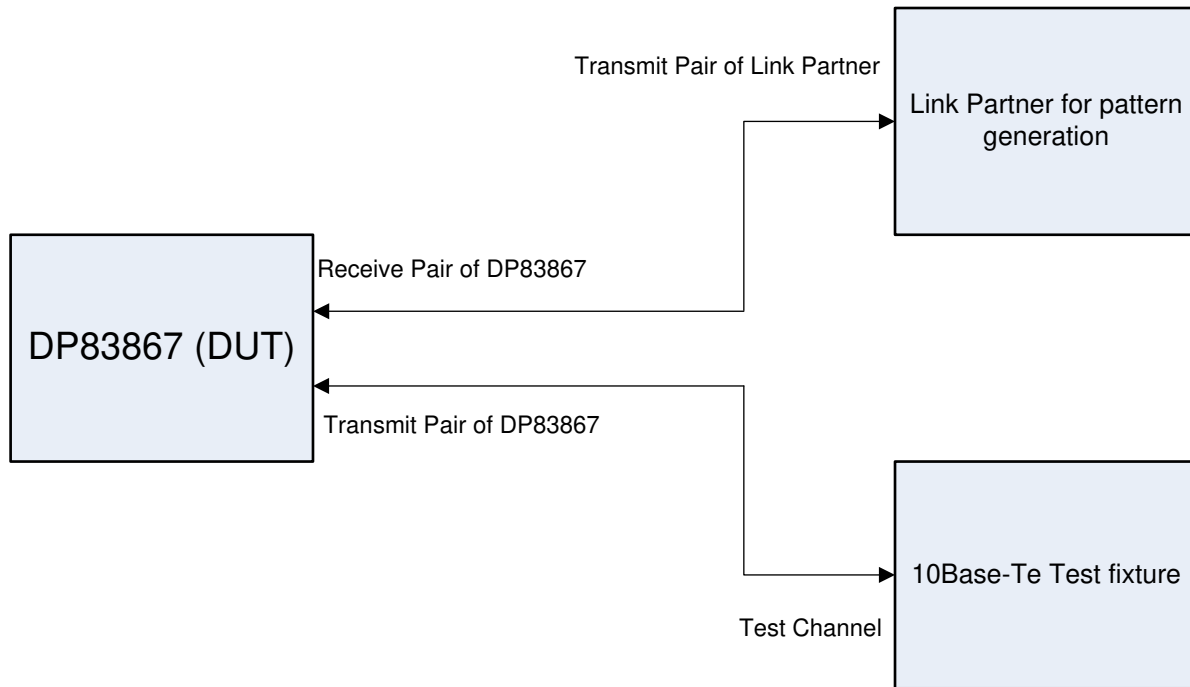 Transmit Pair of Link Partner
Link Partner for pattern
generation
Receive Pair of DP83867
DP83867 (DUT)
Transmit Pair of DP83867
10Base-Te Test fixture
Test Channel